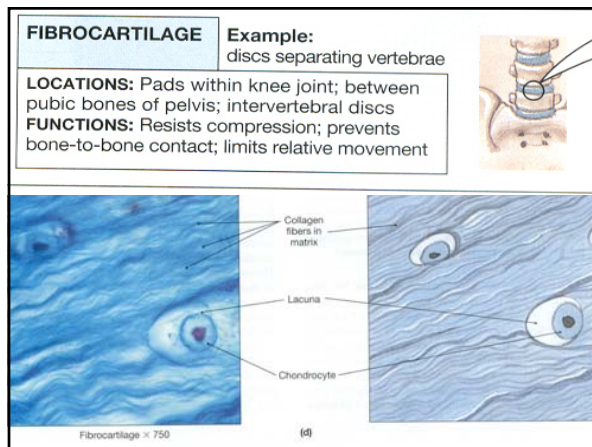 FIBROCARTILAGE
Example:
discs separating vertebrae
LOCATIONS: Pads within knee joint; between
pubic bones of pelvis; intervertebral discs
FUNCTIONS: Resists compression; prevents
bone-to-bone contact; limits relative movement
Collagen
fibers in
matrix
Lacuna
Chondrocyte
Fibrocartilage × 750
(d)